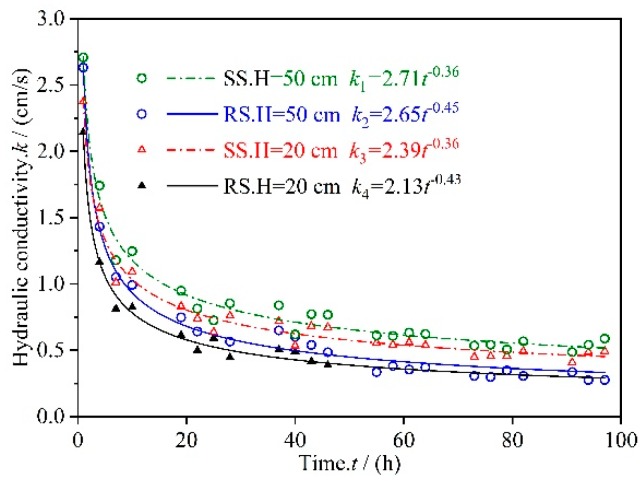 3.0
2.5
2.0
1.5
1.0
0.5
0.0
Hydraulic conductivity.k / (cm/s)
SS.H=50 cm k₁=2.71t⁻⁰·³⁶
RS.H=50 cm k₂=2.65t⁻⁰·⁴⁵
SS.H=20 cm k₃=2.39t⁻⁰·³⁶
RS.H=20 cm k₄=2.13t⁻⁰·⁴³
0 20 40 60 80 100
Time.t / (h)